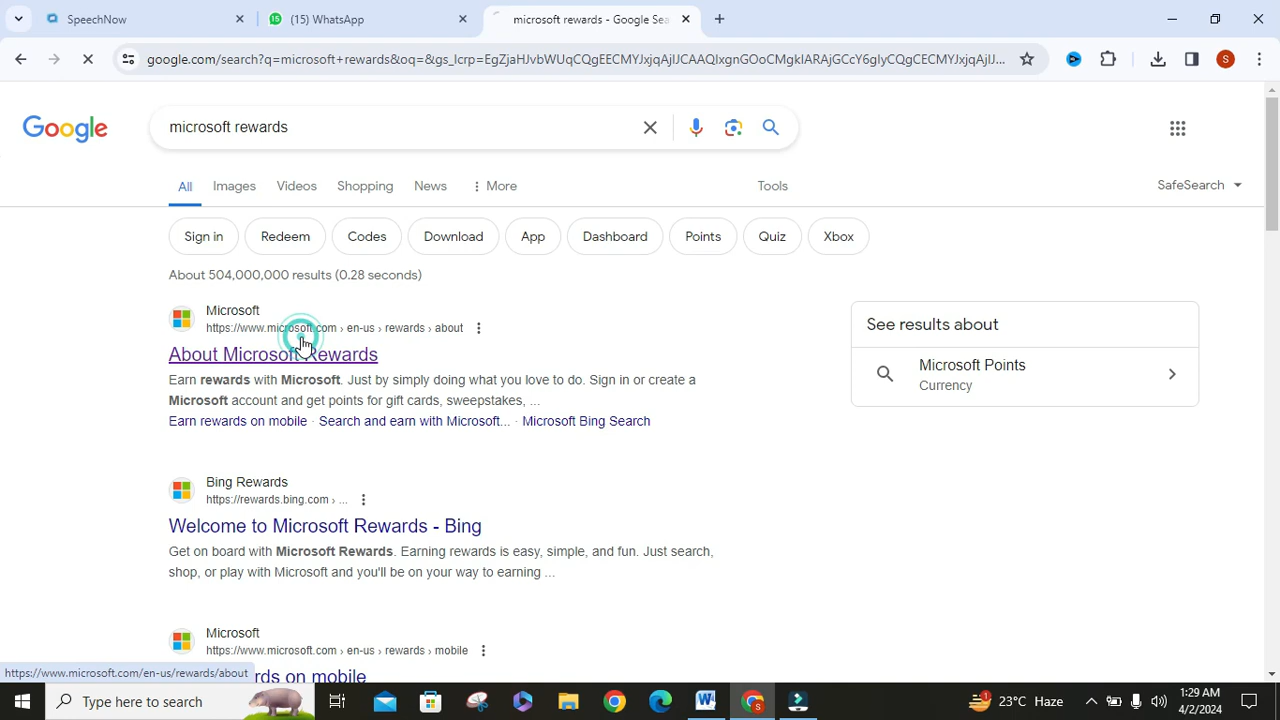 SpeechNow
(15) WhatsApp
microsoft rewards - Google Sea
google.com/search?q=microsoft+rewards&oq=&gs_lcrp=
S
Google
microsoft rewards
All
Images
Videos
Shopping
News
More
Tools
SafeSearch
Sign in
Redeem
Codes
Download
App
Dashboard
Points
Quiz
Xbox
About 504,000,000 results (0.28 seconds)
Microsoft
https://www.microsoft.com › en-us › rewards › about
About Microsoft Rewards
Earn rewards with Microsoft. Just by simply doing what you love to do. Sign in or create a
Microsoft account and get points for gift cards, sweepstakes, ...
Earn rewards on mobile · Search and earn with Microsoft... · Microsoft Bing Search
See results about
Microsoft Points
Currency
Bing Rewards
https://rewards.bing.com › ...
Welcome to Microsoft Rewards - Bing
Get on board with Microsoft Rewards. Earning rewards is easy, simple, and fun. Just search,
shop, or play with Microsoft and you'll be on your way to earning ...
Microsoft
https://www.microsoft.com › en-us › rewards › mobile
rds on mobile
https://www.microsoft.com/en-us/rewards/about
Type here to search
23°C Haze
1:29 AM
4/2/2024